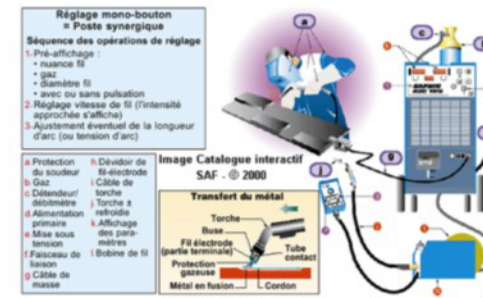 Réglage mono-bouton
= Poste synergique
Séquence des opérations de réglage
1- Pré-affichage :
• nuance fil
• gaz
• diamètre fil
• avec ou sans pulsation
2- Réglage vitesse de fil (l'intensité
approchée s'affiche)
3- Ajustement éventuel de la longueur
d'arc (ou tension d'arc)
a. Protection
du soudeur
b. Gaz
c. Détendeur/
débitmètre
d. Alimentation
primaire
e. Mise sous
tension
f. Faisceau de
liaison
g. Câble de
masse
h. Dévidoir de
fil-électrode
i. Câble de
torche
j. Torche ±
refroidie
k. Affichage
des para-
mètres
l. Bobine de fil
Image Catalogue interactif
SAF - © 2000
Transfert du métal
Torche
Buse
Fil électrode
(partie terminale)
Tube
contact
Protection
gazeuse
Métal en fusion
Cordon
a
c
b
g
j